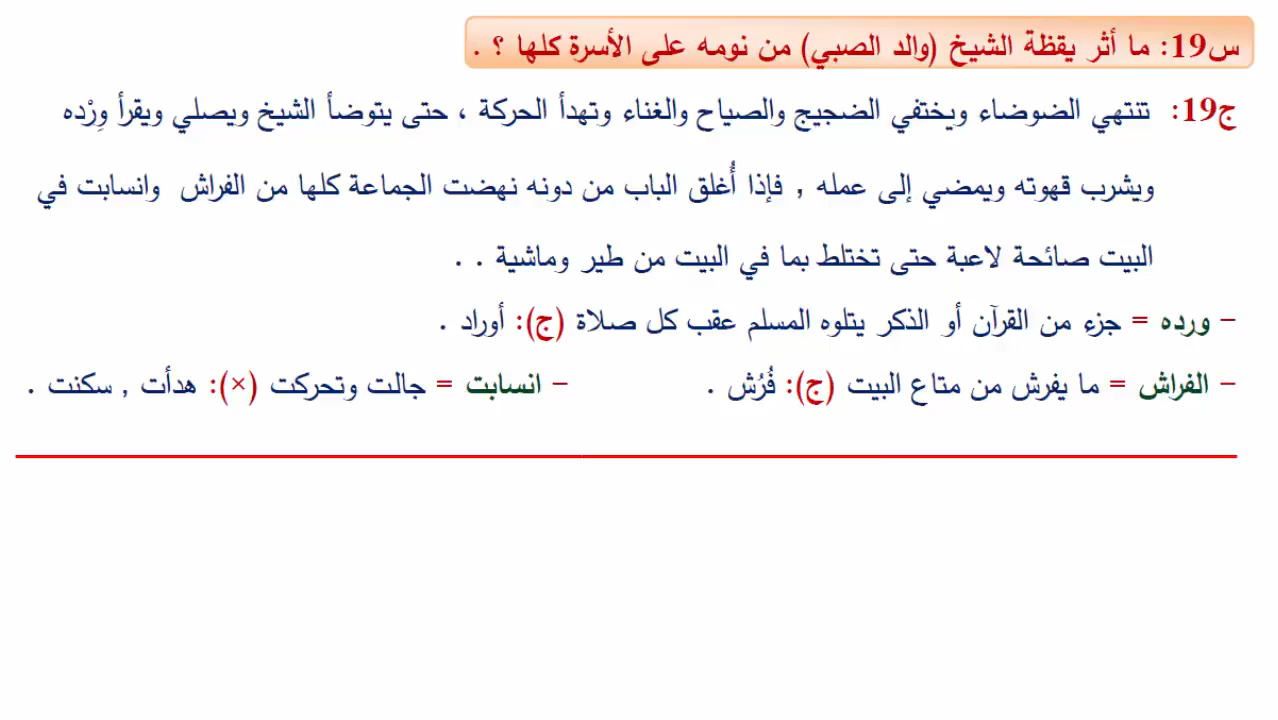 س19: ما أثر يقظة الشيخ (والد الصبي) من نومه على الأسرة كلها ؟ .
ج19: تنتهي الضوضاء ويختفي الضجيج والصياح والغناء وتهدأ الحركة ، حتى يتوضأ الشيخ ويصلي ويقرأ وِرْده
ويشرب قهوته ويمضي إلى عمله , فإذا أُغلق الباب من دونه نهضت الجماعة كلها من الفراش وانسابت في
البيت صائحة لاعبة حتى تختلط بما في البيت من طير وماشية . .
– ورده = جزء من القرآن أو الذكر يتلوه المسلم عقب كل صلاة (ج): أوراد .
– الفراش = ما يفرش من متاع البيت (ج): فُرُش . – انسابت = جالت وتحركت (×): هدأت , سكنت .